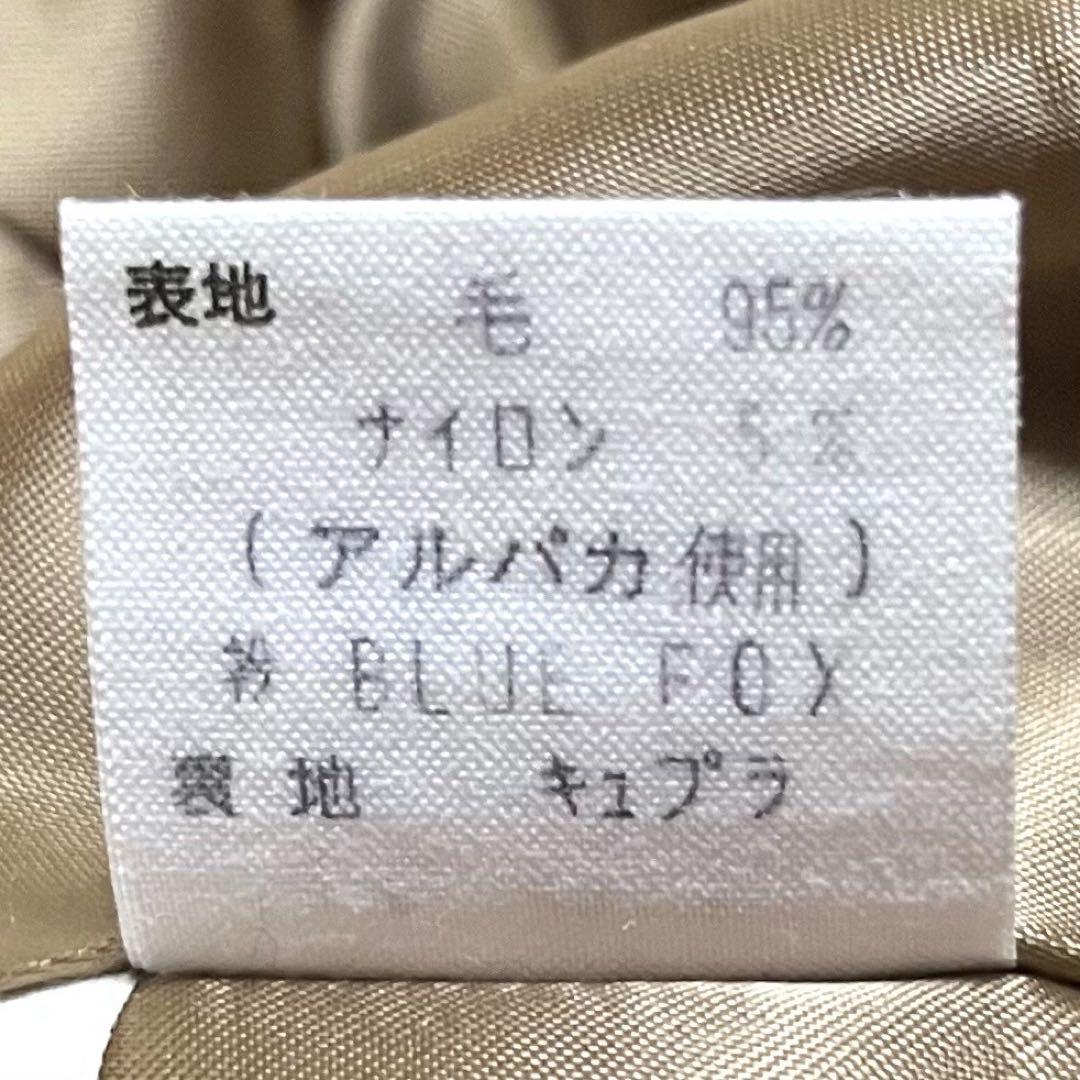 表地 毛 95%
ナイロン 5%
(アルパカ使用)
衿 BLUE FOX
裏地 キュプラ